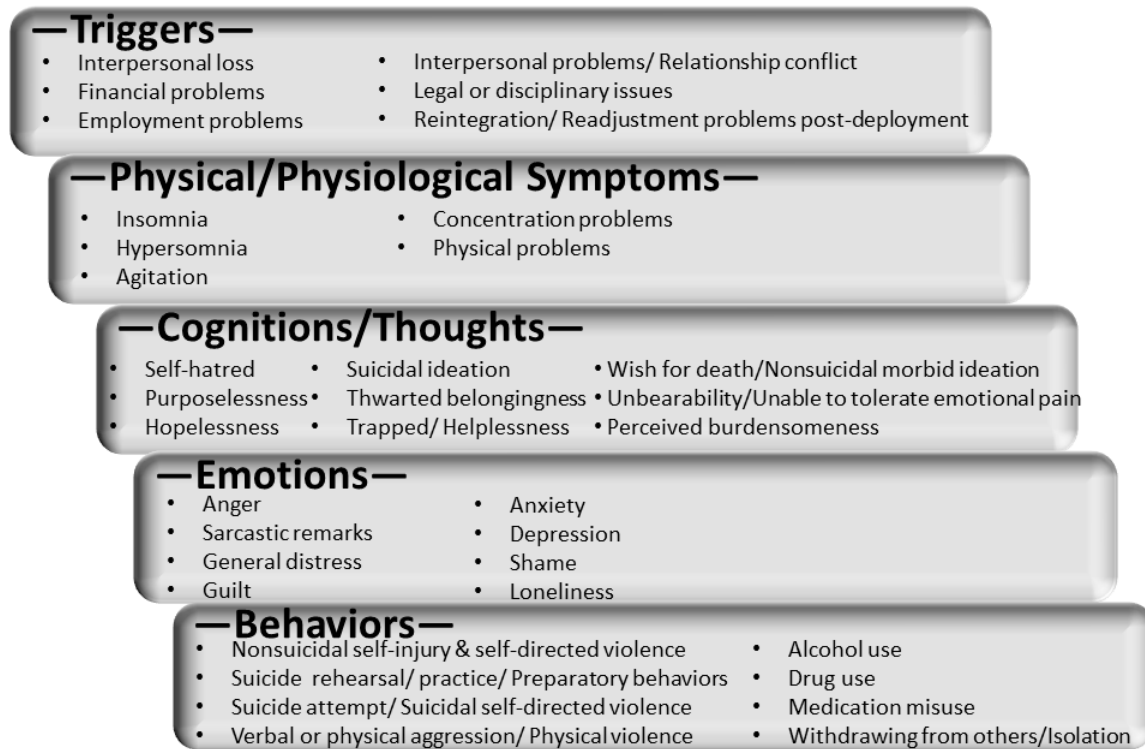 —Triggers—
• Interpersonal loss
• Financial problems
• Employment problems
• Interpersonal problems/ Relationship conflict
• Legal or disciplinary issues
• Reintegration/ Readjustment problems post-deployment
—Physical/Physiological Symptoms—
• Insomnia
• Hypersomnia
• Agitation
• Concentration problems
• Physical problems
—Cognitions/Thoughts—
• Self-hatred
• Purposelessness
• Hopelessness
• Suicidal ideation
• Thwarted belongingness
• Trapped/ Helplessness
• Wish for death/Nonsuicidal morbid ideation
• Unbearability/Unable to tolerate emotional pain
• Perceived burdensomeness
—Emotions—
• Anger
• Sarcastic remarks
• General distress
• Guilt
• Anxiety
• Depression
• Shame
• Loneliness
—Behaviors—
• Nonsuicidal self-injury & self-directed violence
• Suicide rehearsal/ practice/ Preparatory behaviors
• Suicide attempt/ Suicidal self-directed violence
• Verbal or physical aggression/ Physical violence
• Alcohol use
• Drug use
• Medication misuse
• Withdrawing from others/Isolation